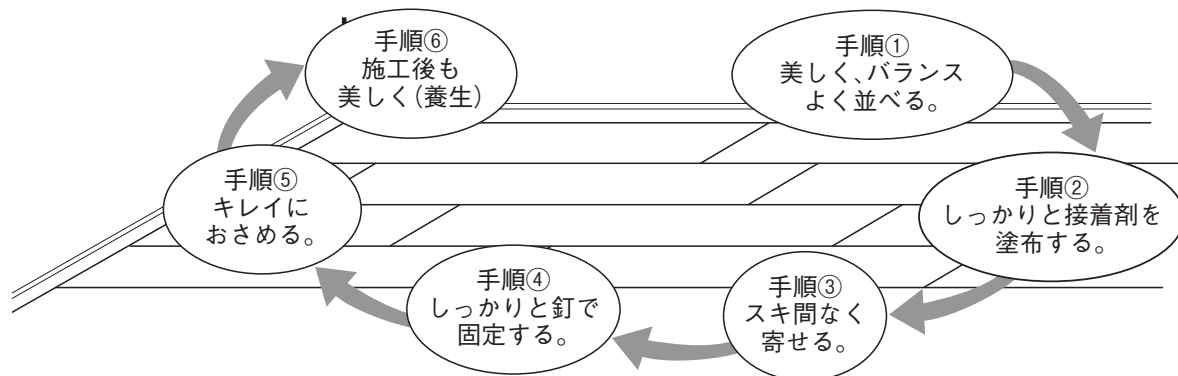 手順①
美しく、バランス
よく並べる。
手順②
しっかりと接着剤を
塗布する。
手順③
スキ間なく
寄せる。
手順④
しっかりと釘で
固定する。
手順⑤
キレイに
おさめる。
手順⑥
施工後も
美しく(養生)